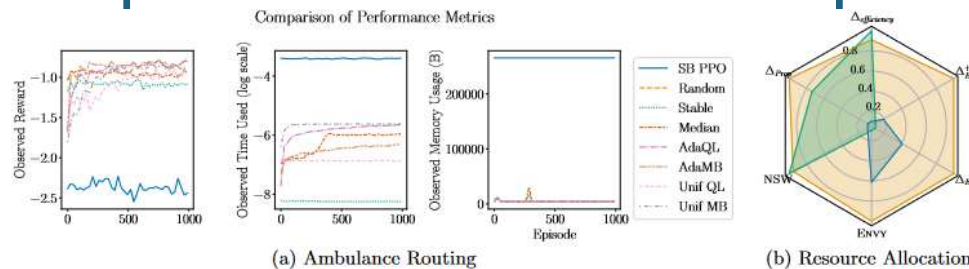 Comparison of Performance Metrics
Observed Reward
−1.0
−1.5
−2.0
−2.5
0
500
1000
Observed Time Used (log scale)
−4
−6
−8
0
500
1000
Observed Memory Usage (B)
200000
100000
0
0
500
1000
Episode
SB PPO
Random
Stable
Median
AdaQL
AdaMB
Unif QL
Unif MB
(a) Ambulance Routing
Δefficiency
ΔProp
NSW
ENVY
0.8
0.6
0.4
0.2
(b) Resource Allocation